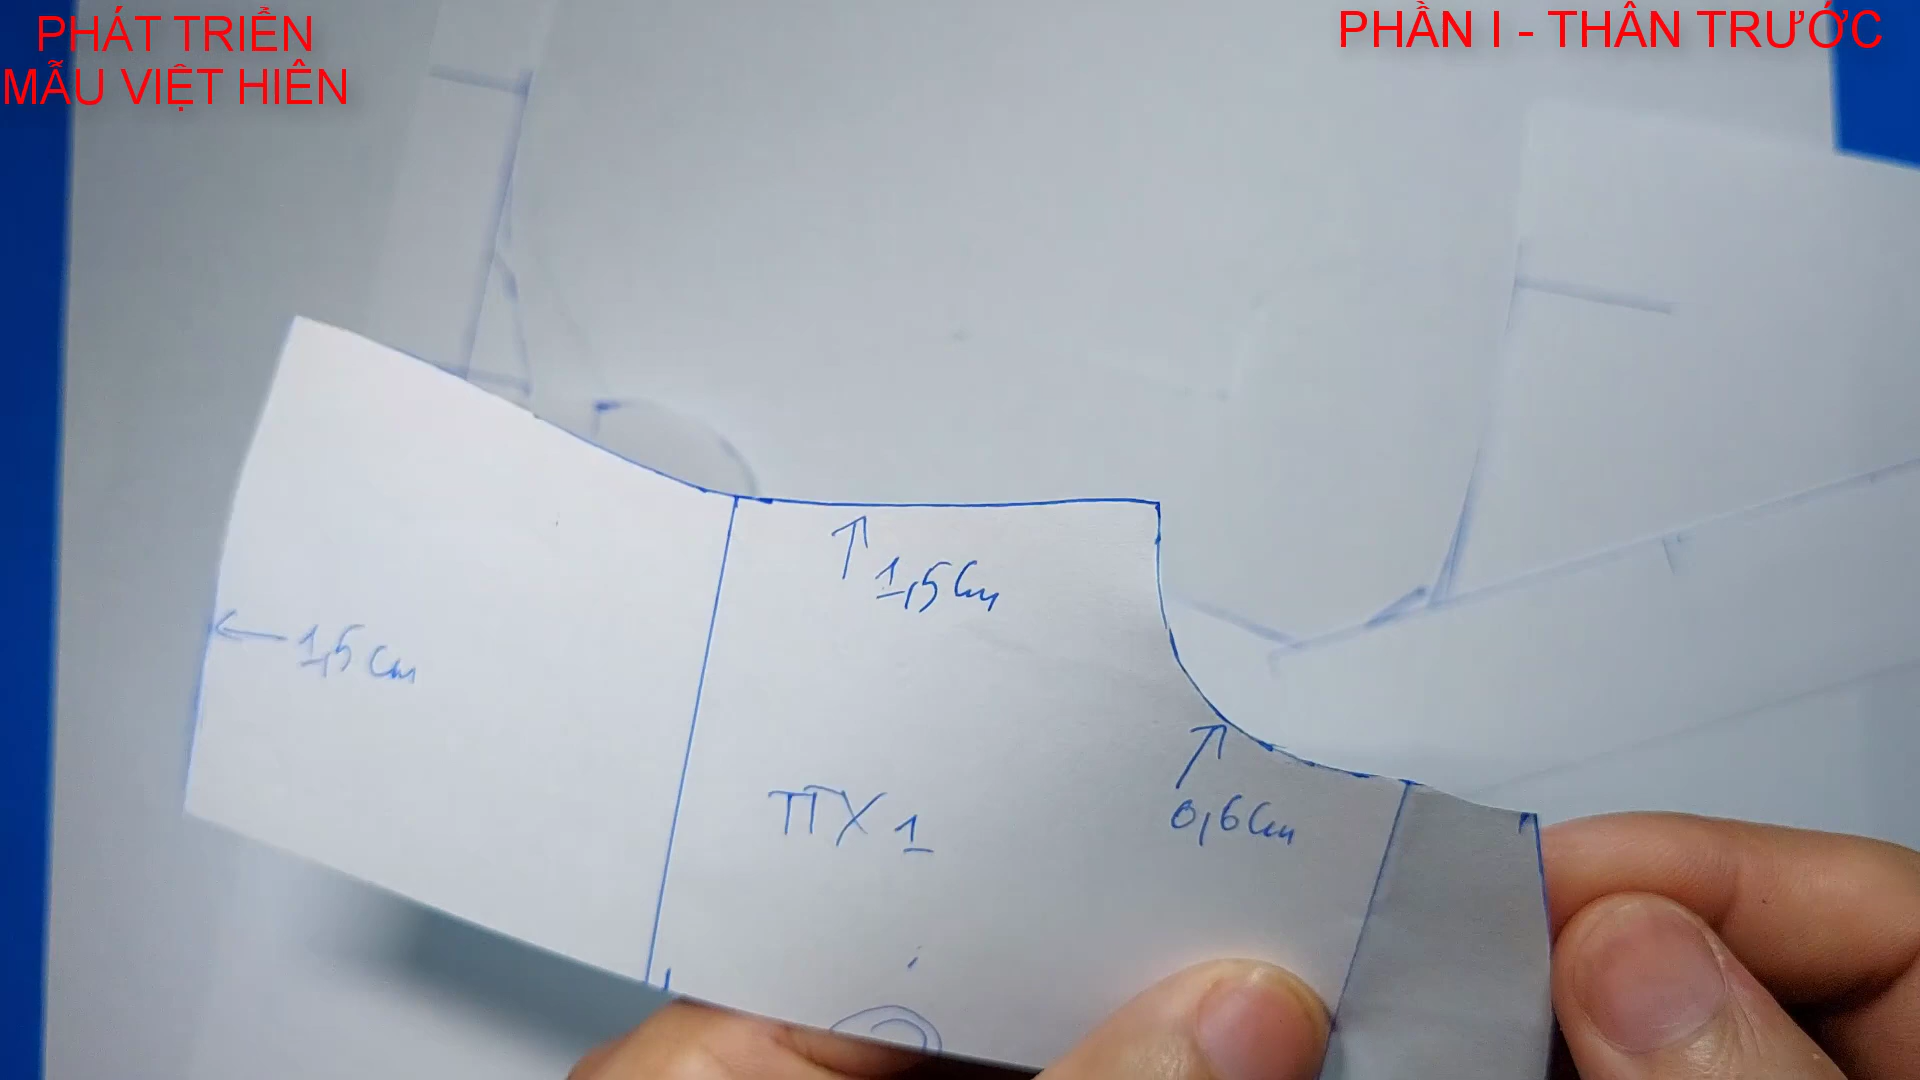 PHÁT TRIỂN
MẪU VIỆT HIÊN
PHẦN I - THÂN TRƯỚC
1,5cm
1,5cm
TTX 1
0,6cm